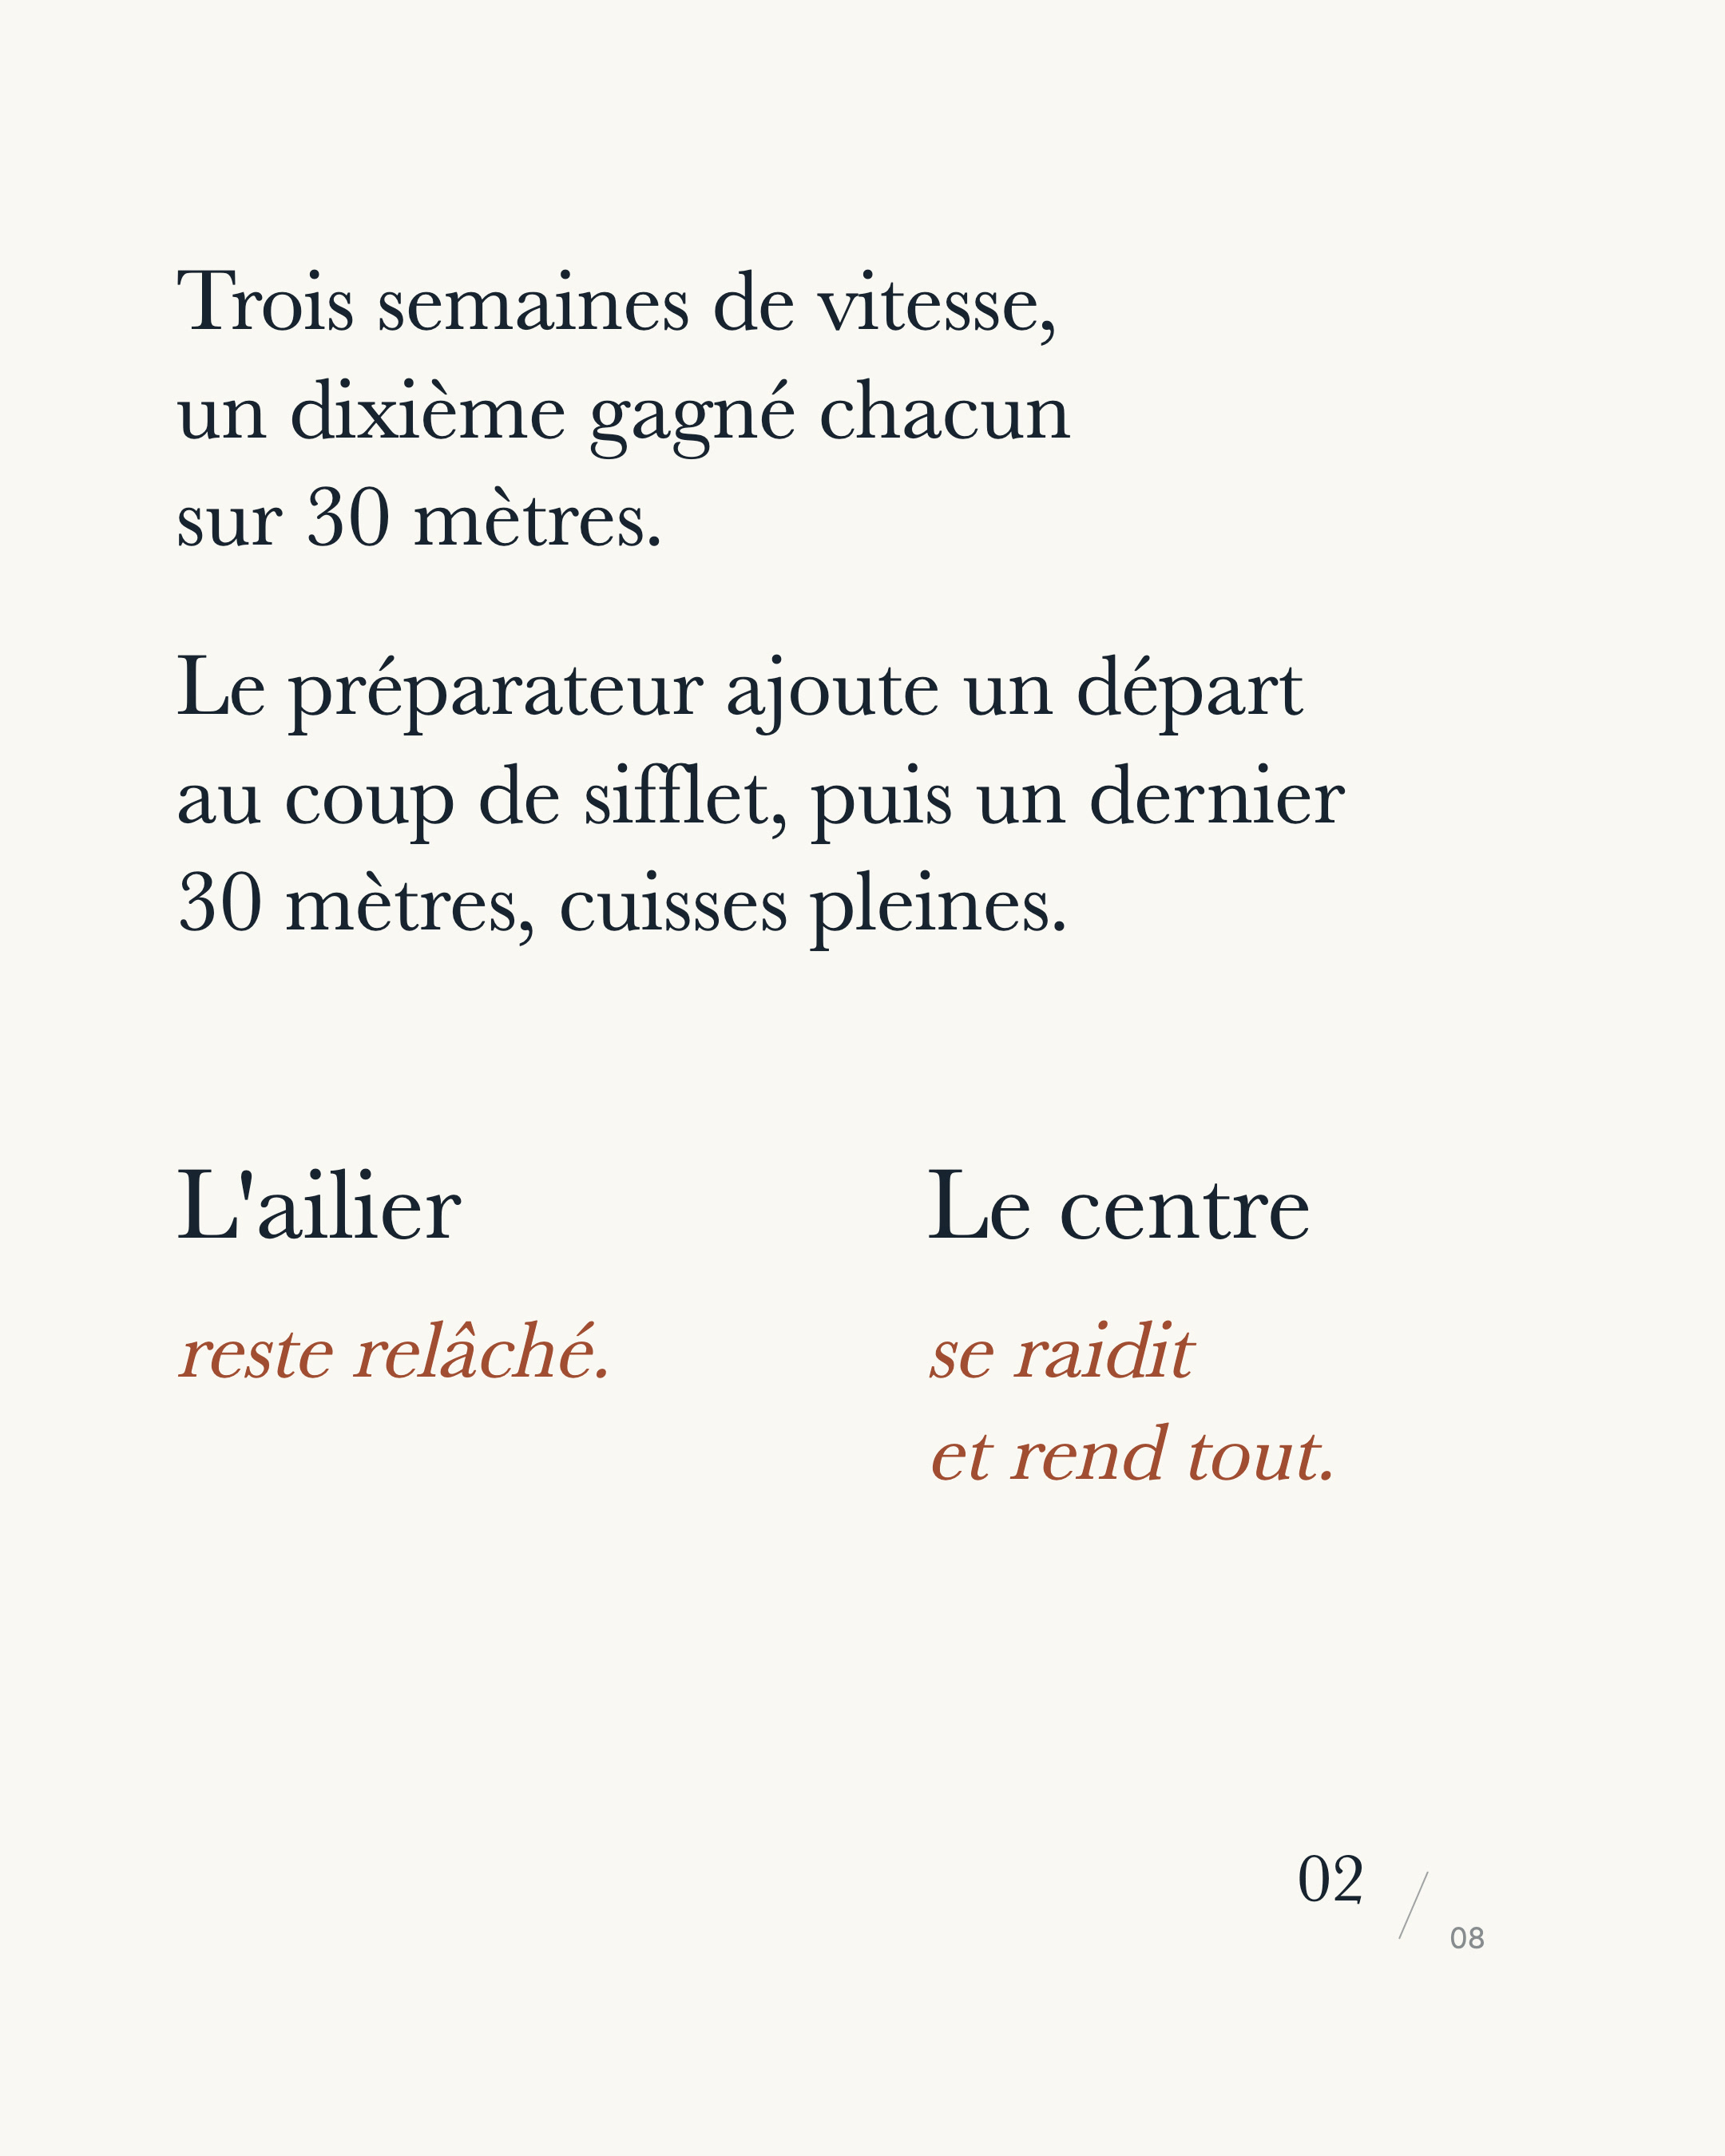 Trois semaines de vitesse,
un dixième gagné chacun
sur 30 mètres.
Le préparateur ajoute un départ
au coup de sifflet, puis un dernier
30 mètres, cuisses pleines.
L'ailier
reste relâché.
Le centre
se raidit
et rend tout.
02 / 08